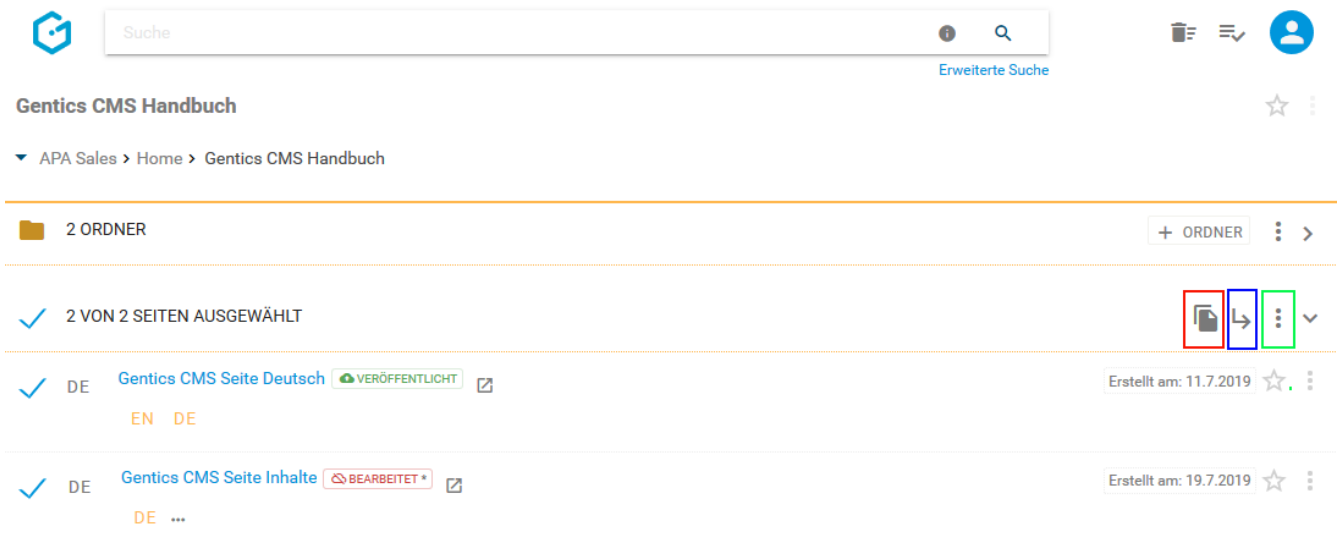 Suche
Erweiterte Suche
Gentics CMS Handbuch
APA Sales > Home > Gentics CMS Handbuch
2 ORDNER + ORDNER
2 VON 2 SEITEN AUSGEWÄHLT
DE Gentics CMS Seite Deutsch VERÖFFENTLICHT Erstellt am: 11.7.2019
EN DE
DE Gentics CMS Seite Inhalte BEARBEITET * Erstellt am: 19.7.2019
DE ...